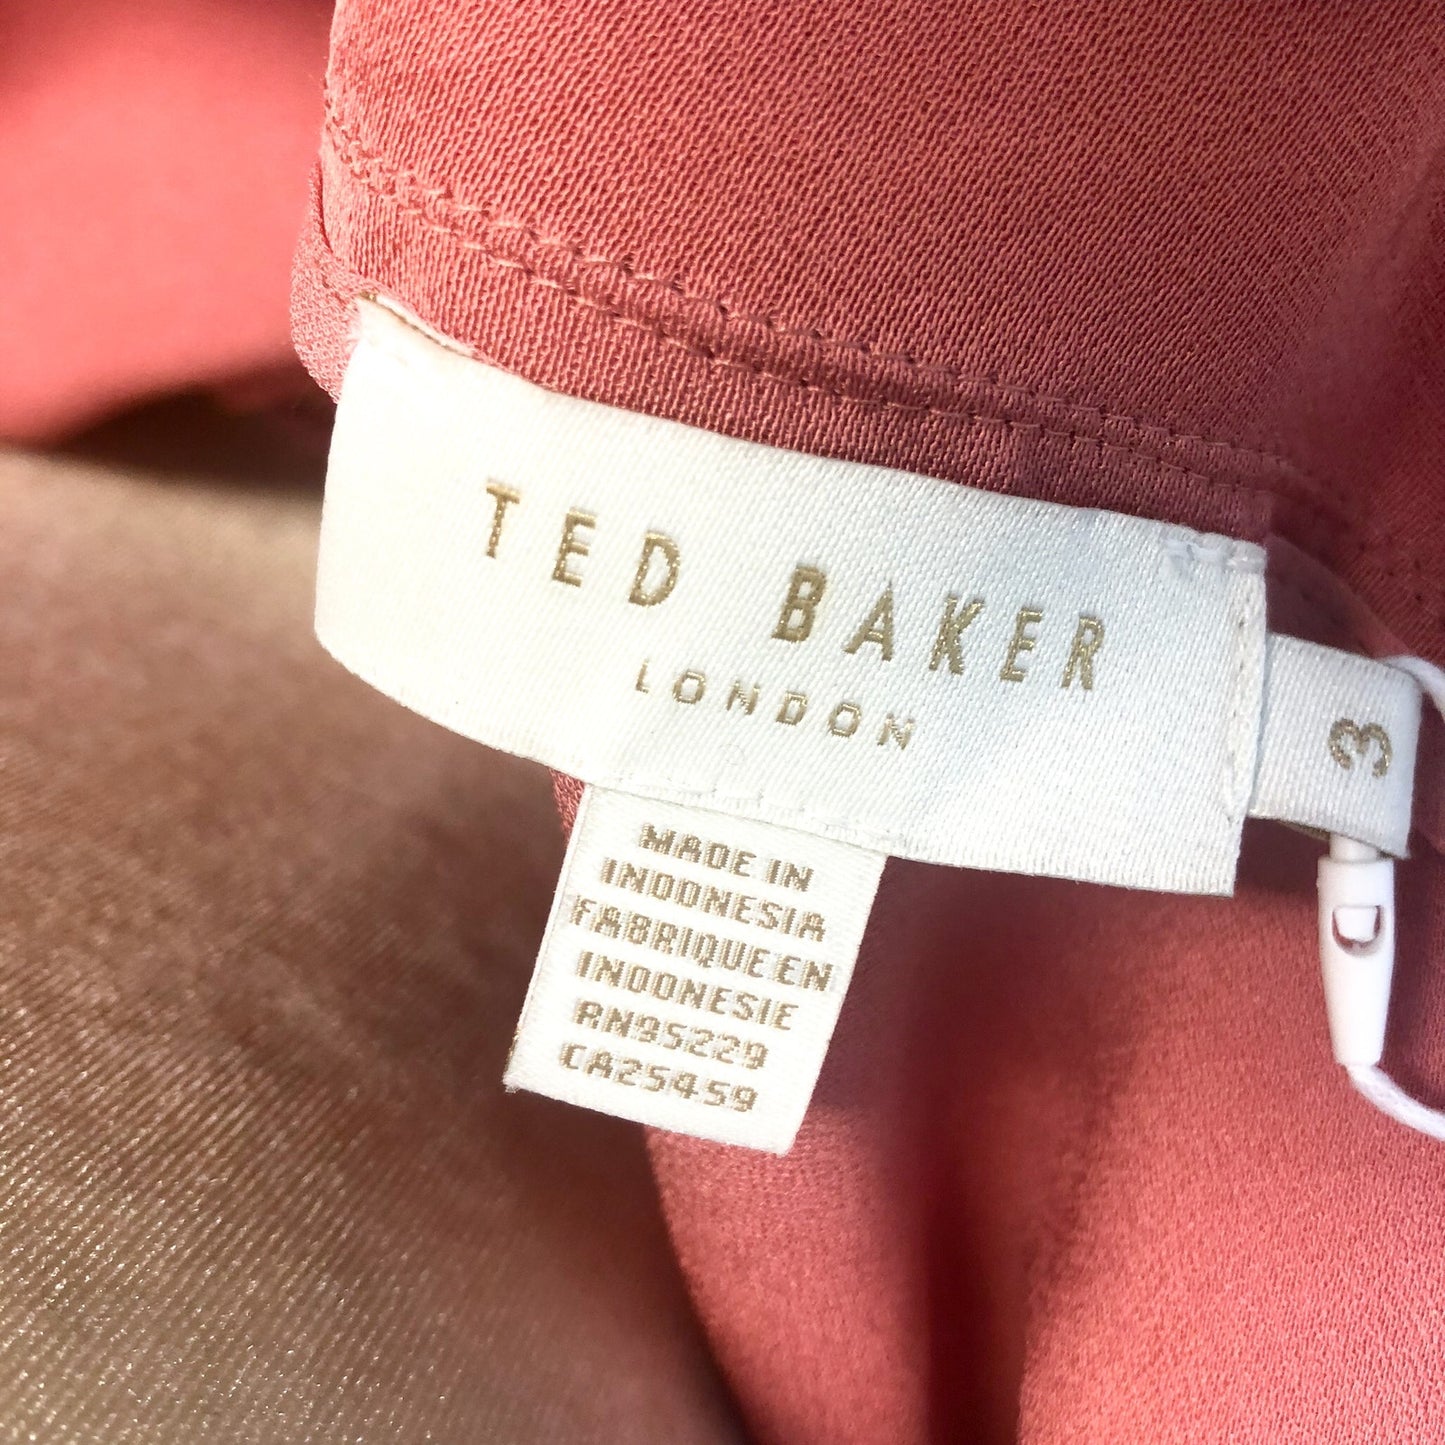 TED BAKER
LONDON
3
MADE IN
INDONESIA
FABRIQUE EN
INDONESIE
RN95229
CA25459